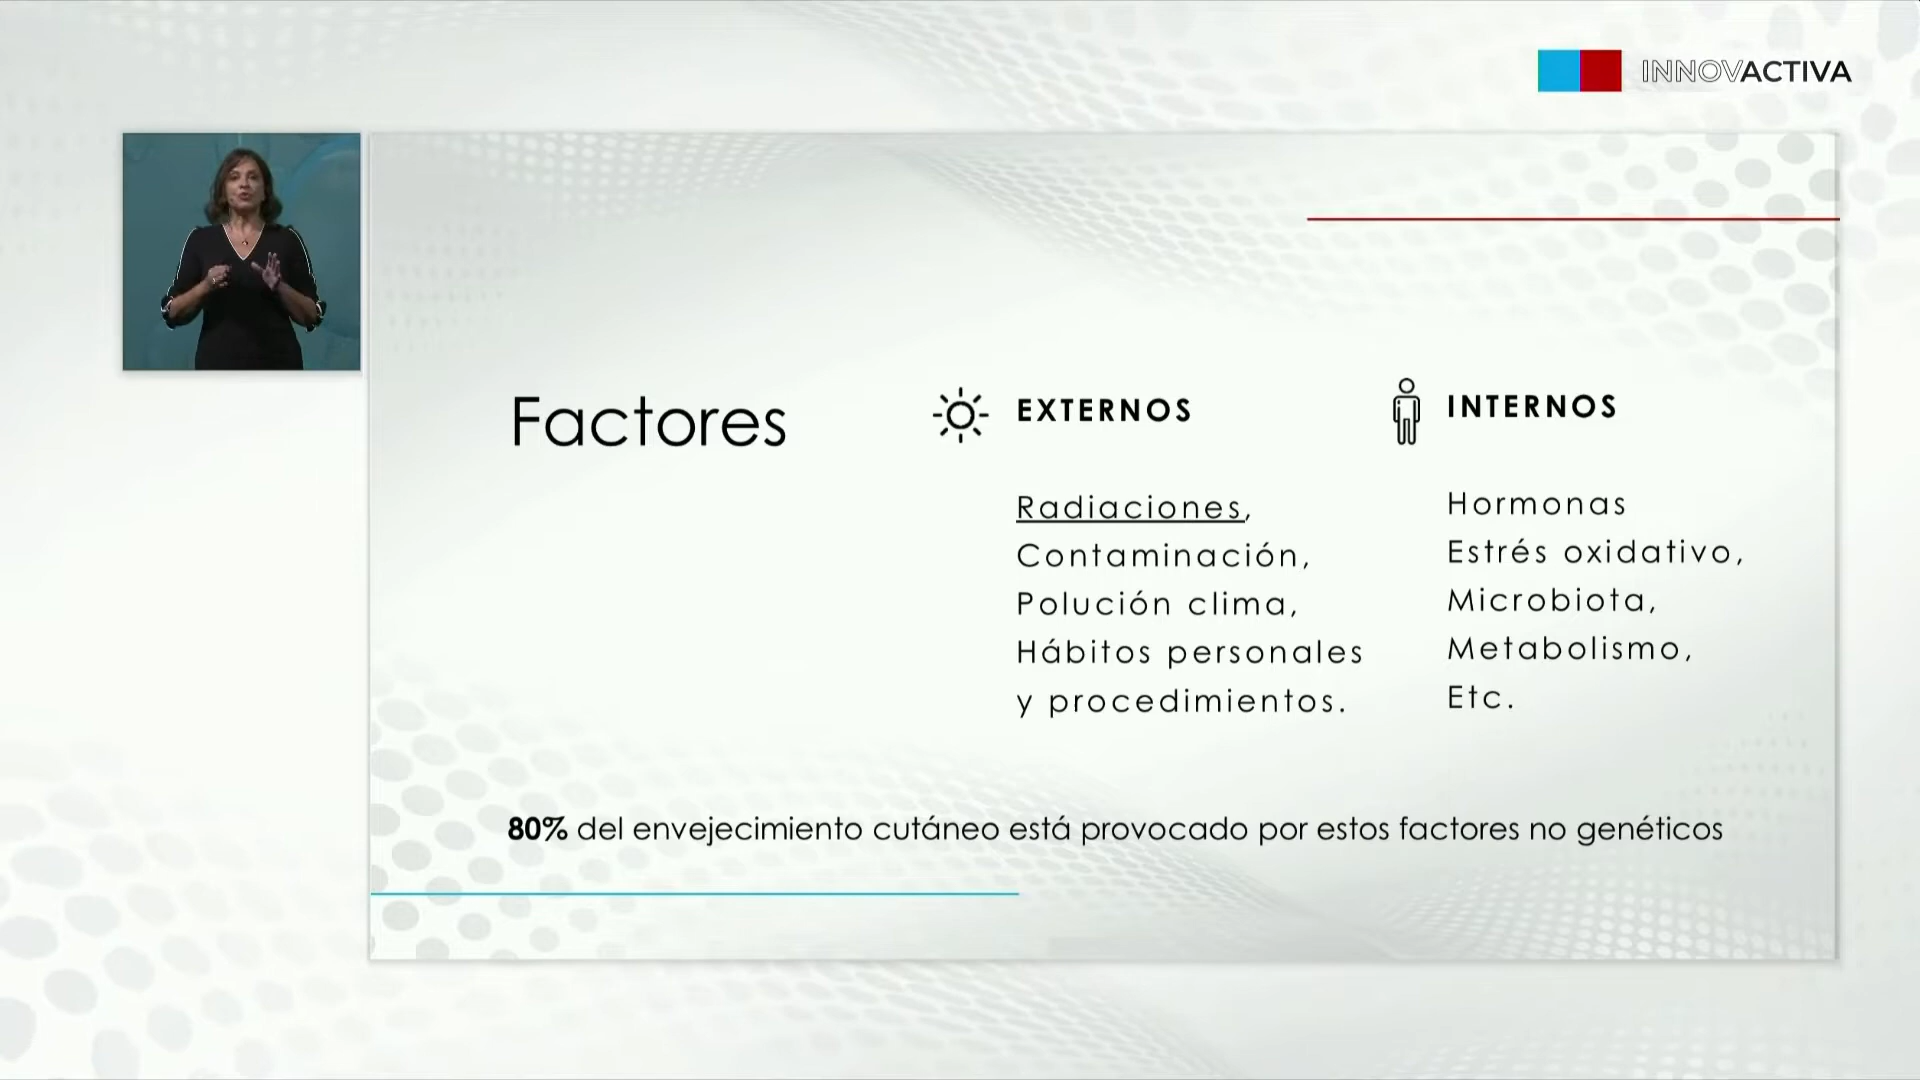 INNOVACTIVA
Factores
EXTERNOS
Radiaciones,
Contaminación,
Polución clima,
Hábitos personales
y procedimientos.
INTERNOS
Hormonas
Estrés oxidativo,
Microbiota,
Metabolismo,
Etc.
80% del envejecimiento cutáneo está provocado por estos factores no genéticos